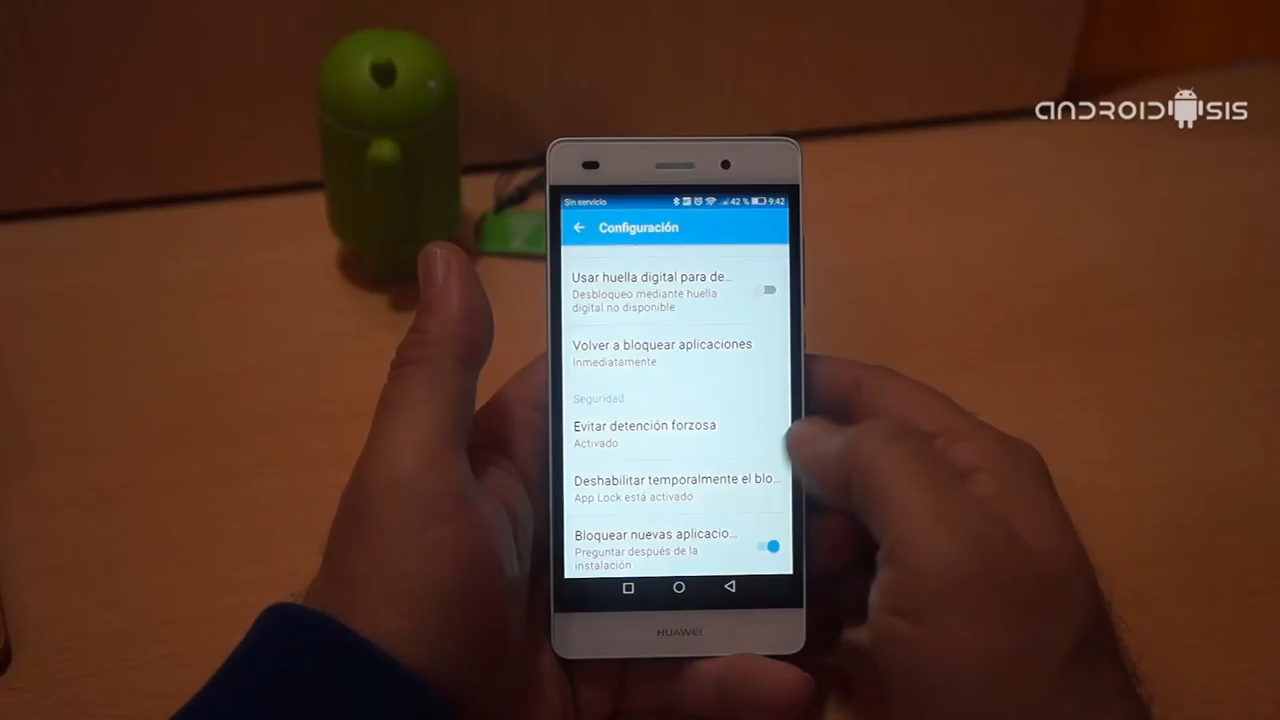 ANDROIDSIS
Sin servicio 42 % 9:42
Configuración
Usar huella digital para de...
Desbloqueo mediante huella
digital no disponible
Volver a bloquear aplicaciones
Inmediatamente
Seguridad
Evitar detención forzosa
Activado
Deshabilitar temporalmente el blo...
App Lock está activado
Bloquear nuevas aplicacio...
Preguntar después de la
instalación
HUAWEI